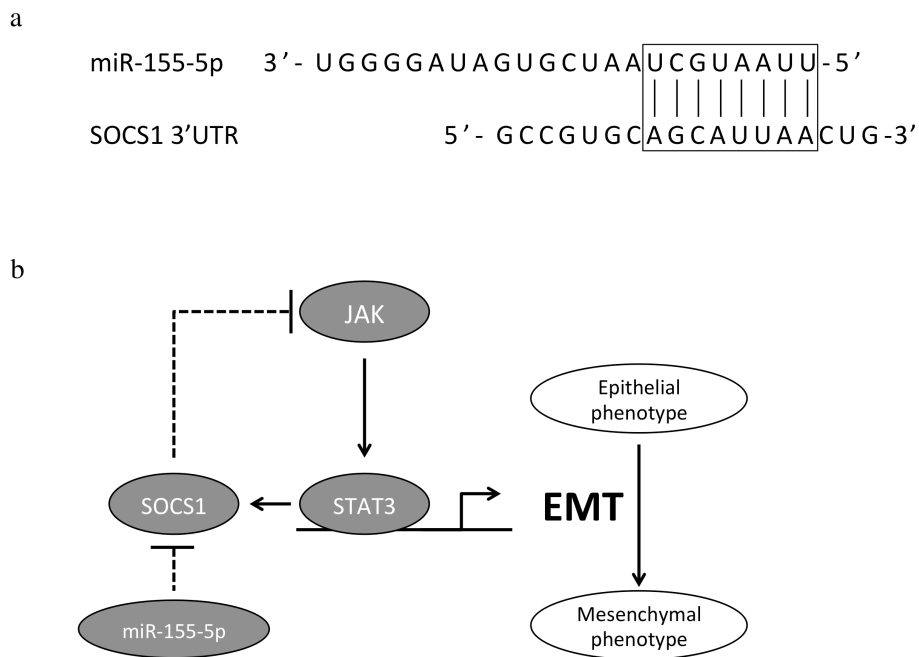 a
miR-155-5p 3’- UGGGGAUAGUGCUAAUCGUAAUU-5’
SOCS1 3’UTR 5’- GCCGUGCAGCAUUAACUG-3’
b
JAK
Epithelial
phenotype
SOCS1
STAT3
EMT
miR-155-5p
Mesenchymal
phenotype